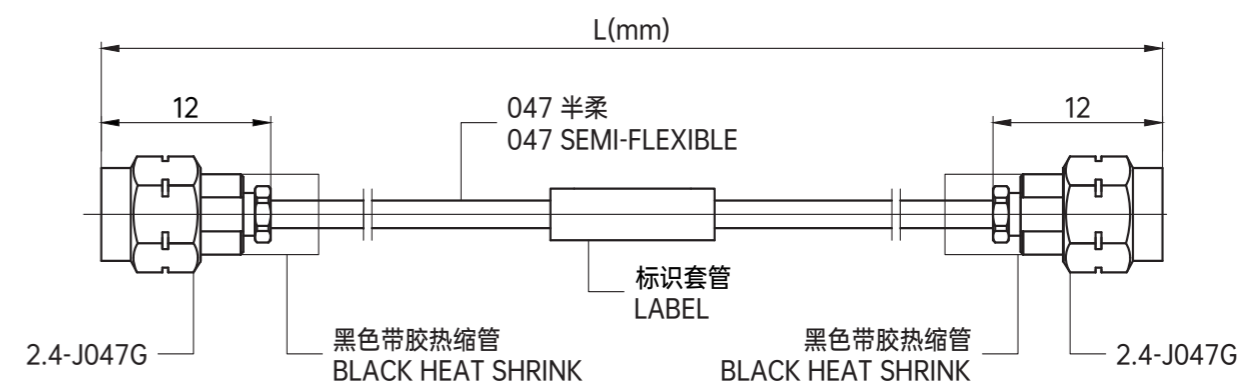 L(mm)
12
047 半柔
047 SEMI-FLEXIBLE
12
标识套管
LABEL
2.4-J047G
黑色带胶热缩管
BLACK HEAT SHRINK
黑色带胶热缩管
BLACK HEAT SHRINK
2.4-J047G